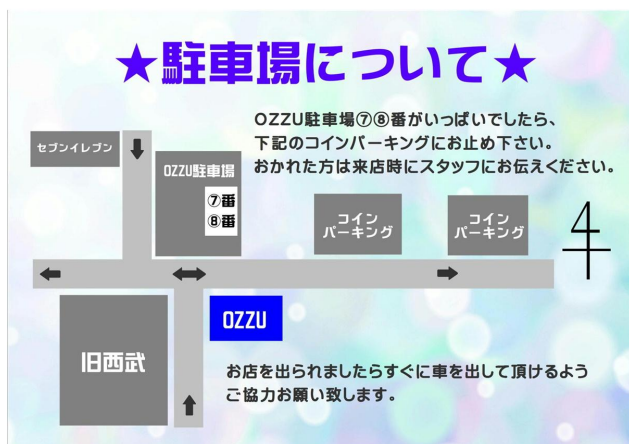 ★駐車場について★
OZZU駐車場⑦⑧番がいっぱいでしたら、
下記のコインパーキングにお止め下さい。
おかれた方は来店時にスタッフにお伝えください。
セブンイレブン
OZZU駐車場
⑦番
⑧番
コイン
パーキング
コイン
パーキング
OZZU
旧西武
お店を出られましたらすぐに車を出して頂けるよう
ご協力お願い致します。